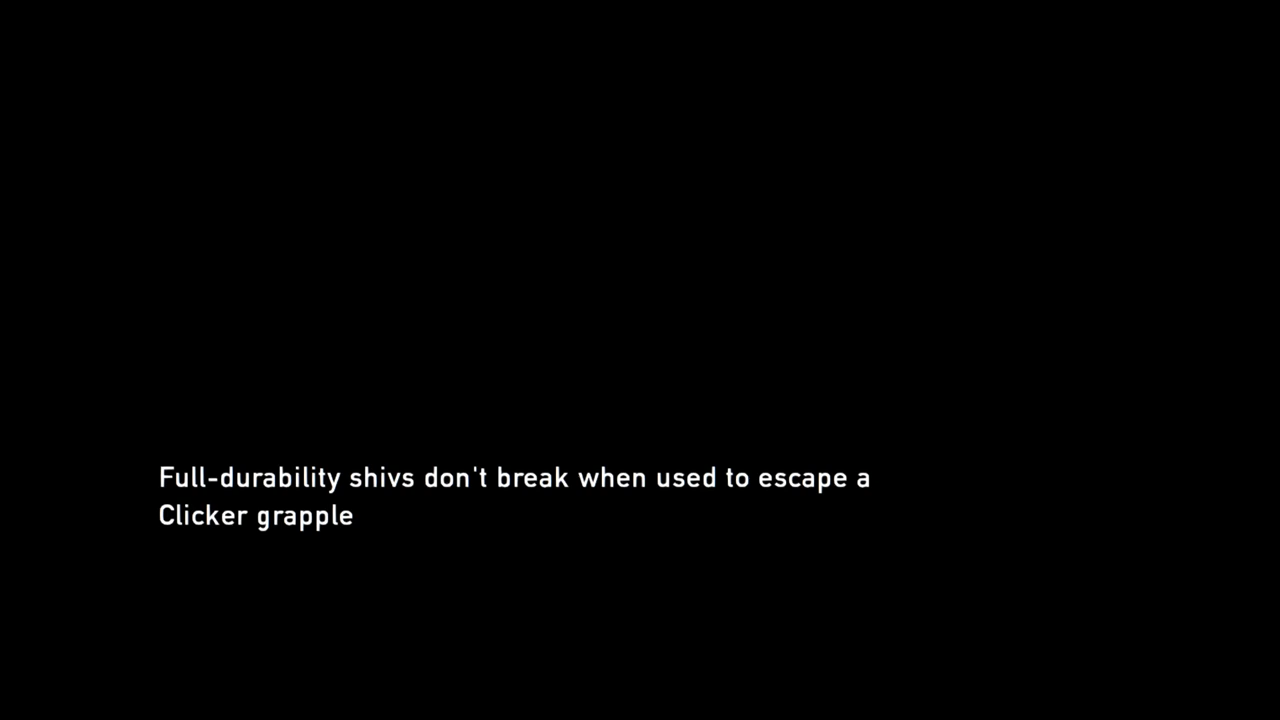 Full-durability shivs don't break when used to escape a
Clicker grapple